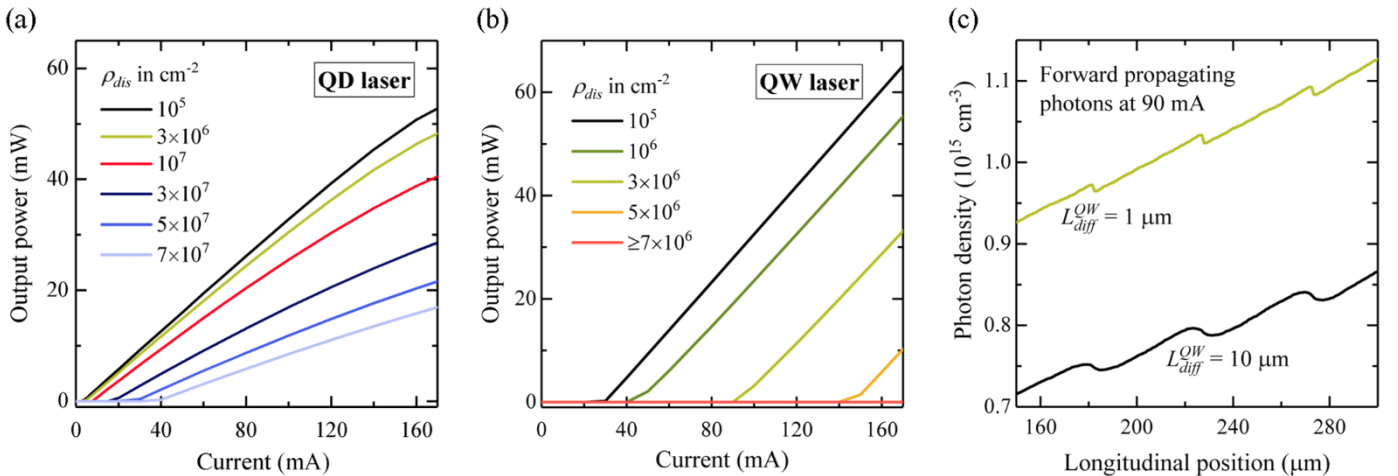 (a)
60
40
20
0
Output power (mW)
ρdis in cm-2
10^5
3×10^6
10^7
3×10^7
5×10^7
7×10^7
QD laser
0 40 80 120 160
Current (mA)
(b)
60
40
20
0
Output power (mW)
ρdis in cm-2
10^5
10^6
3×10^6
5×10^6
≥7×10^6
QW laser
0 40 80 120 160
Current (mA)
(c)
1.1
1.0
0.9
0.8
0.7
Photon density (10^15 cm-3)
Forward propagating
photons at 90 mA
L^QW_diff = 1 μm
L^QW_diff = 10 μm
160 200 240 280
Longitudinal position (μm)